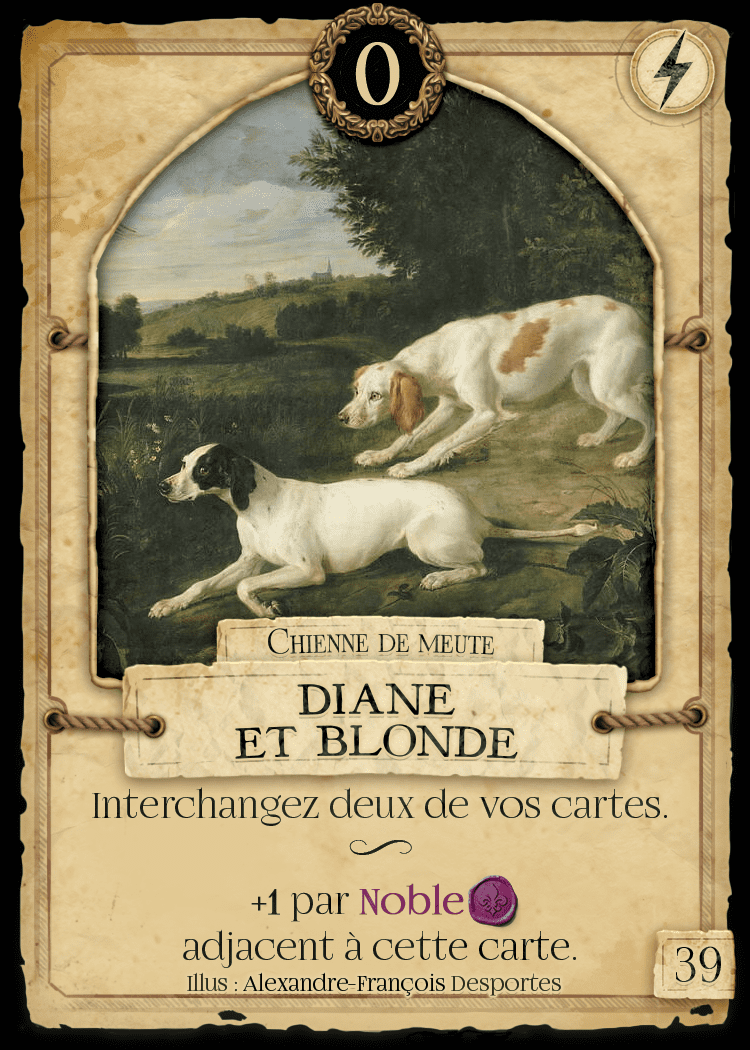 0
CHIENNE DE MEUTE
DIANE
ET BLONDE
Interchangez deux de vos cartes.
+1 par Noble
adjacent à cette carte.
Illus : Alexandre-François Desportes
39